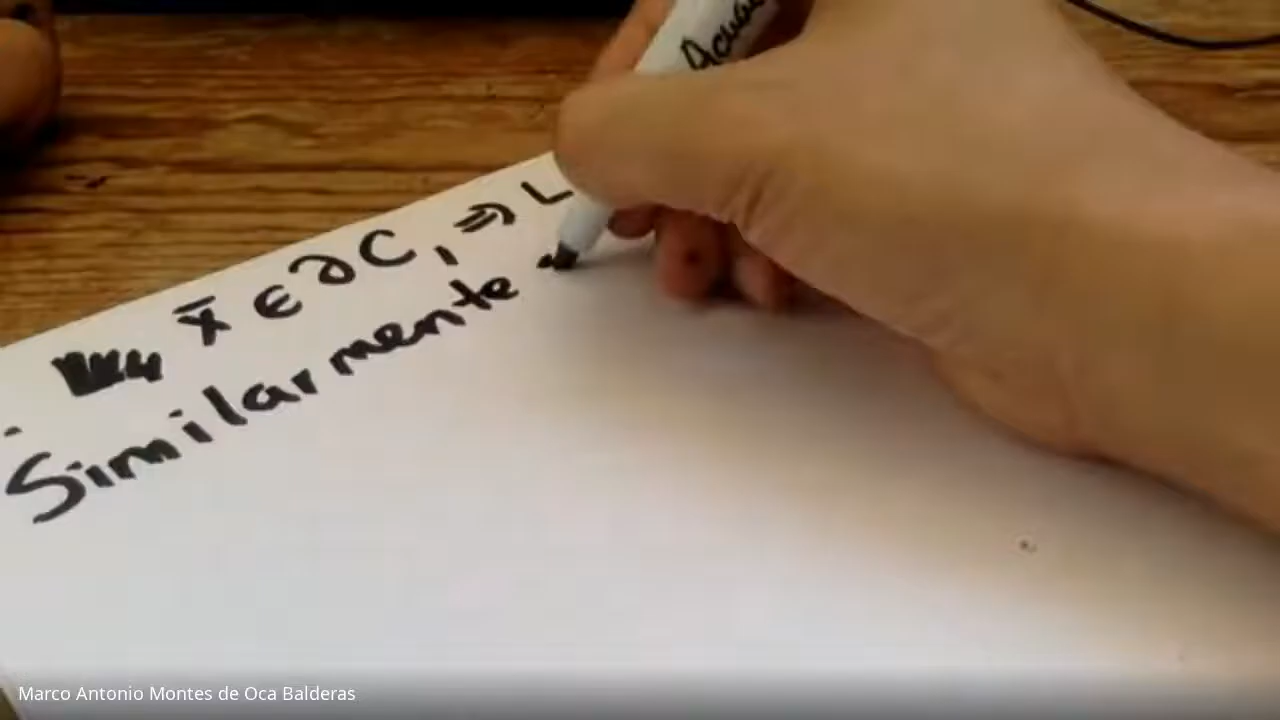 x̄ ∈ ∂C, ⇒ L
Similarmente
Marco Antonio Montes de Oca Balderas